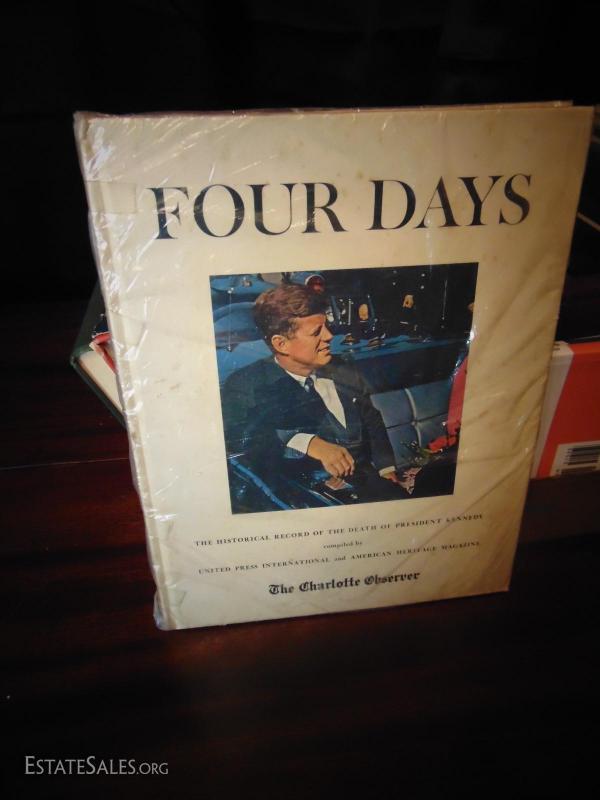 FOUR DAYS
THE HISTORICAL RECORD OF THE DEATH OF PRESIDENT KENNEDY
compiled by
UNITED PRESS INTERNATIONAL and AMERICAN HERITAGE MAGAZINE
The Charlotte Observer
ESTATESALES.ORG